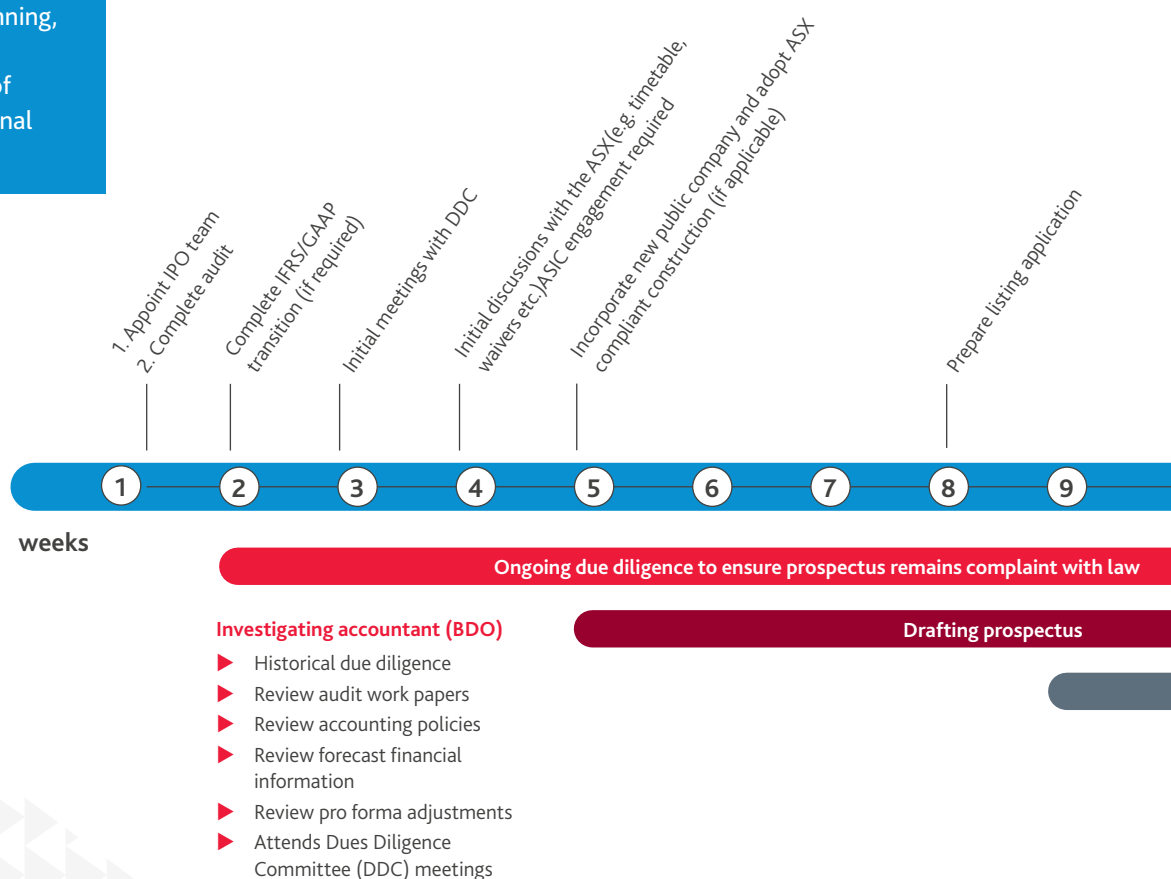 nning,
of
nal
1. Appoint IPO team
2. Complete audit
Complete IFRS/GAAP
transition (if required)
Initial meetings with DDC
Initial discussions with the ASX(e.g. timetable,
waivers etc.)ASIC engagement required
Incorporate new public company and adopt ASX
compliant construction (if applicable)
Prepare listing application
1 2 3 4 5 6 7 8 9
weeks
Ongoing due diligence to ensure prospectus remains complaint with law
Drafting prospectus
Investigating accountant (BDO)
Historical due diligence
Review audit work papers
Review accounting policies
Review forecast financial
information
Review pro forma adjustments
Attends Dues Diligence
Committee (DDC) meetings